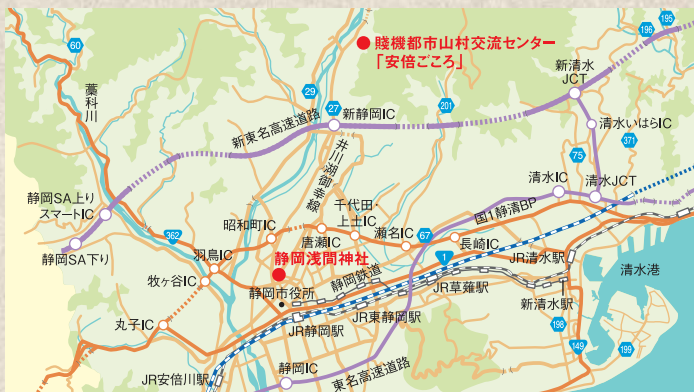 195
196
60
賤機都市山村交流センター
「安倍ごころ」
新清水
JCT
29
27
新静岡IC
201
藁科川
新東名高速道路
清水いはらIC
371
井川湖御幸線
75
静岡SA上り
スマートIC
千代田・
上土IC
清水IC
清水JCT
国1静清BP
362
昭和町IC
唐瀬IC
瀬名IC
67
長崎IC
静岡SA下り
羽鳥IC
静岡浅間神社
1
JR清水駅
清水港
牧ヶ谷IC
静岡鉄道
静岡市役所
JR草薙駅
新清水駅
丸子IC
JR東静岡駅
JR静岡駅
198
149
199
JR安倍川駅
静岡IC
東名高速道路